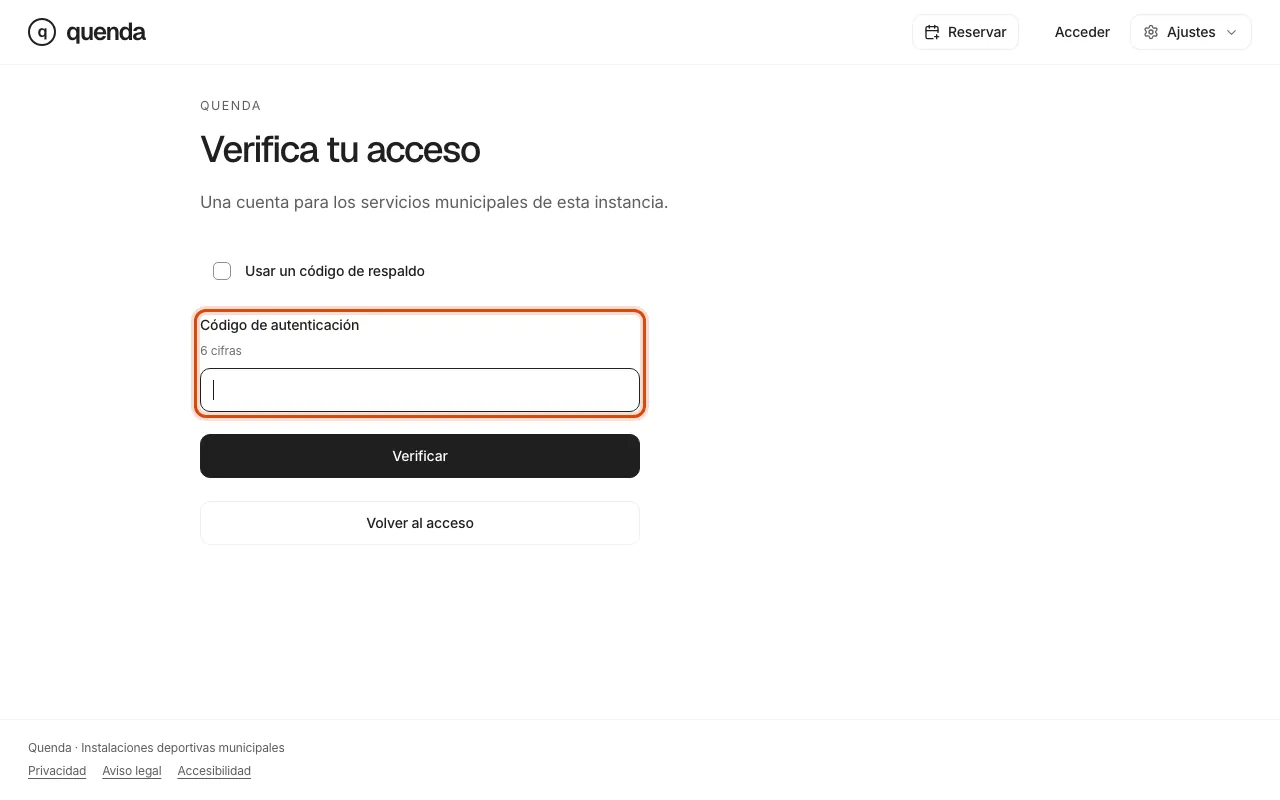 q quenda
Reservar
Acceder
Ajustes
QUENDA
Verifica tu acceso
Una cuenta para los servicios municipales de esta instancia.
Usar un código de respaldo
Código de autenticación
6 cifras
Verificar
Volver al acceso
Quenda · Instalaciones deportivas municipales
Privacidad Aviso legal Accesibilidad